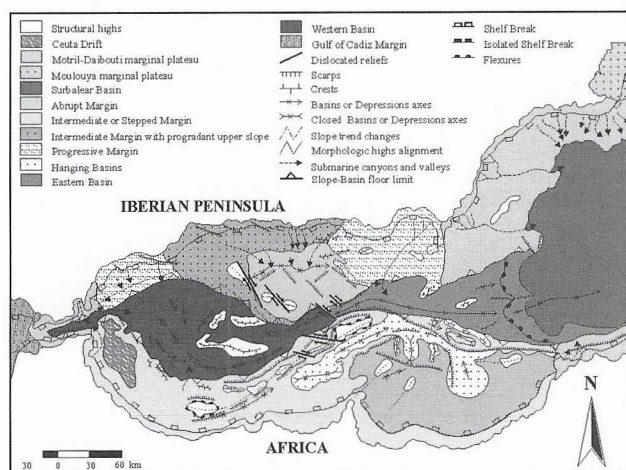 Structural highs
Ceuta Drift
Motril-Daibouti marginal plateau
Moulouya marginal plateau
Surbalear Basin
Abrupt Margin
Intermediate or Stepped Margin
Intermediate Margin with progradant upper slope
Progressive Margin
Hanging Basins
Eastern Basin
Western Basin
Gulf of Cadiz Margin
Dislocated reliefs
Scarps
Crests
Basins or Depressions axes
Closed Basins or Depressions axes
Slope trend changes
Morphologic highs alignment
Submarine canyons and valleys
Slope-Basin floor limit
Shelf Break
Isolated Shelf Break
Flexures
IBERIAN PENINSULA
N
AFRICA
30 0 30 60 km